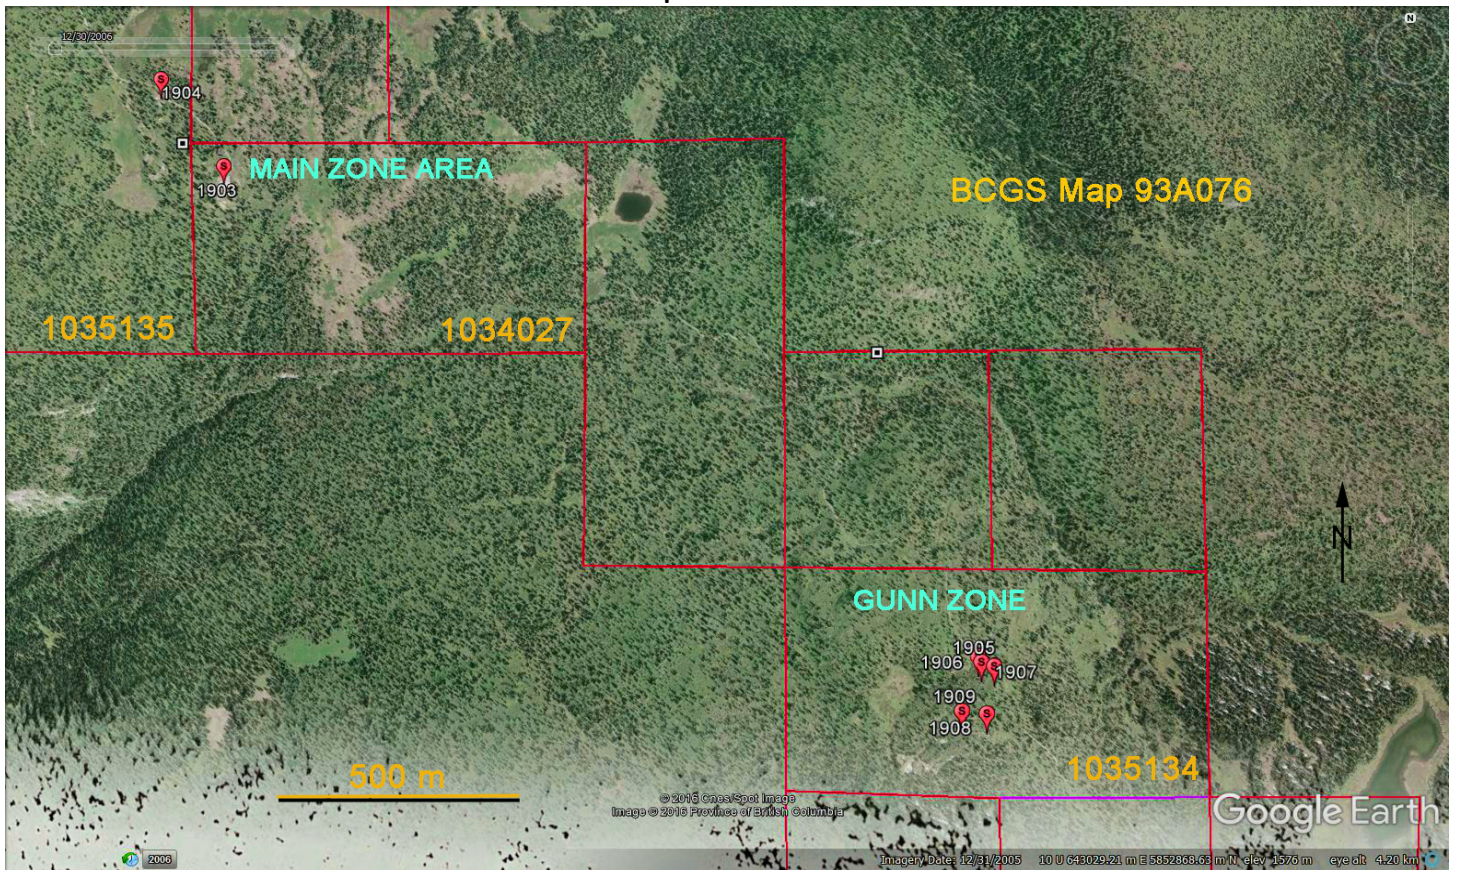 12/30/2006
N
1904
MAIN ZONE AREA
1903
BCGS Map 93A076
1035135
1034027
N
GUNN ZONE
1905
1906
1907
1909
1908
1035134
500 m
© 2016 Cnes/Spot Image
Image © 2016 Province of British Columbia
Google Earth
2006
Imagery Date: 12/31/2005 10 U 643029.21 m E 5852868.63 m N elev 1576 m eye alt 4.20 km